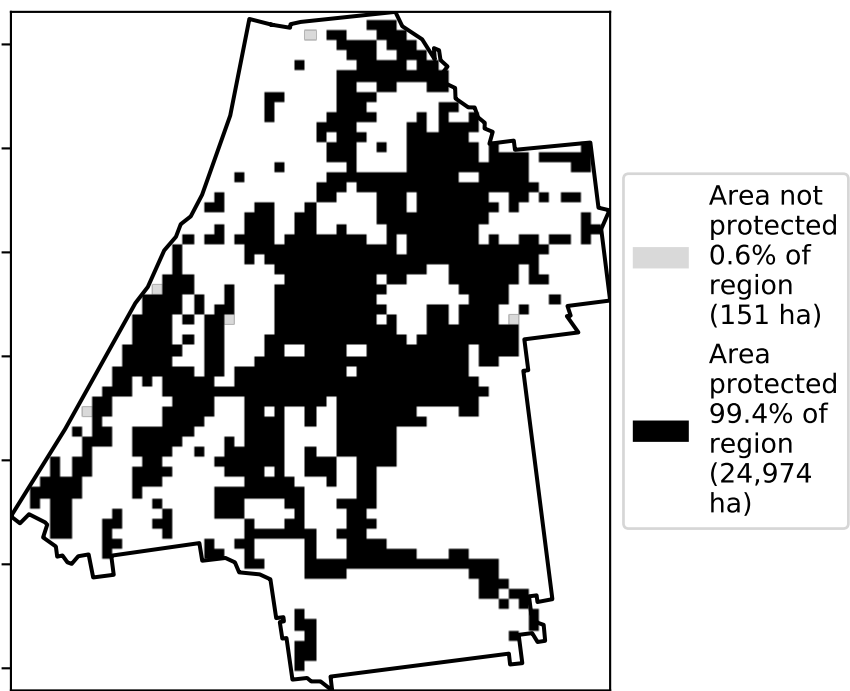 Area not
protected
0.6% of
region
(151 ha)
Area
protected
99.4% of
region
(24,974
ha)